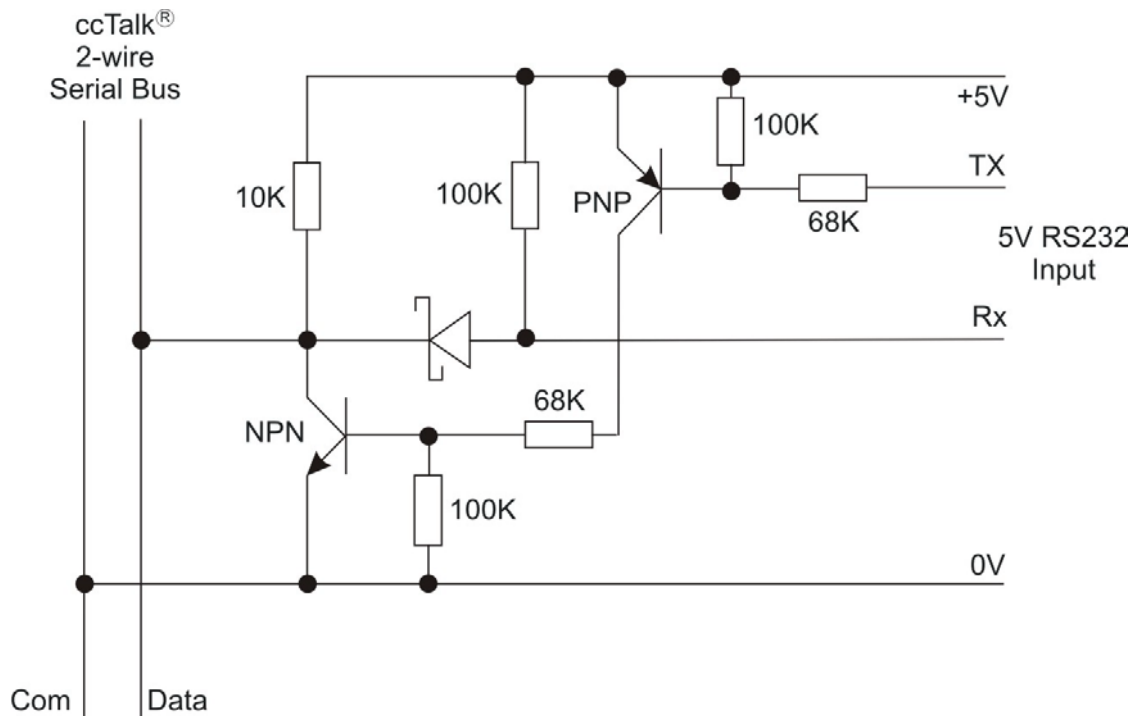 ccTalk®
2-wire
Serial Bus
+5V
100K
TX
10K
100K
PNP
68K
5V RS232
Input
Rx
68K
NPN
100K
0V
Com
Data